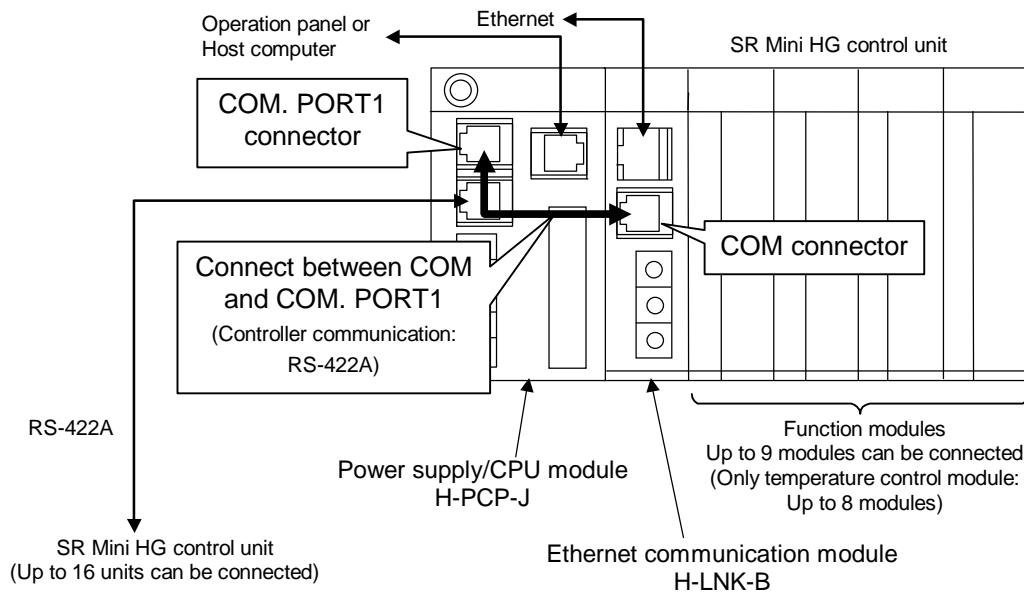 Operation panel or
Host computer
Ethernet
SR Mini HG control unit
COM. PORT1
connector
COM connector
Connect between COM
and COM. PORT1
(Controller communication:
RS-422A)
RS-422A
Function modules
Up to 9 modules can be connected
(Only temperature control module:
Up to 8 modules)
Power supply/CPU module
H-PCP-J
SR Mini HG control unit
(Up to 16 units can be connected)
Ethernet communication module
H-LNK-B